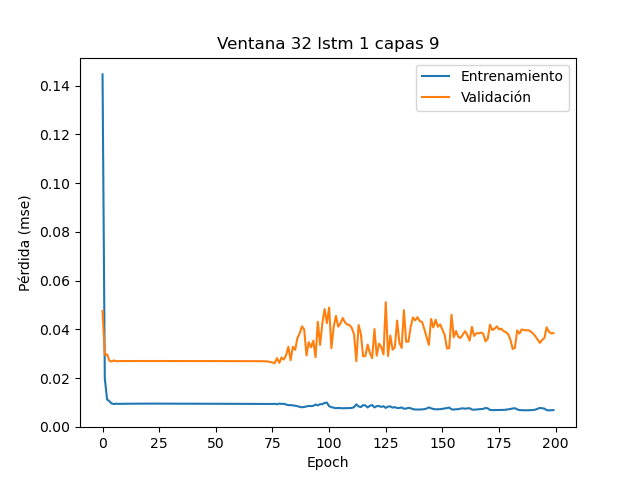 Ventana 32 lstm 1 capas 9
Entrenamiento
Validación
Pérdida (mse)
0.14
0.12
0.10
0.08
0.06
0.04
0.02
0.00
0 25 50 75 100 125 150 175 200
Epoch